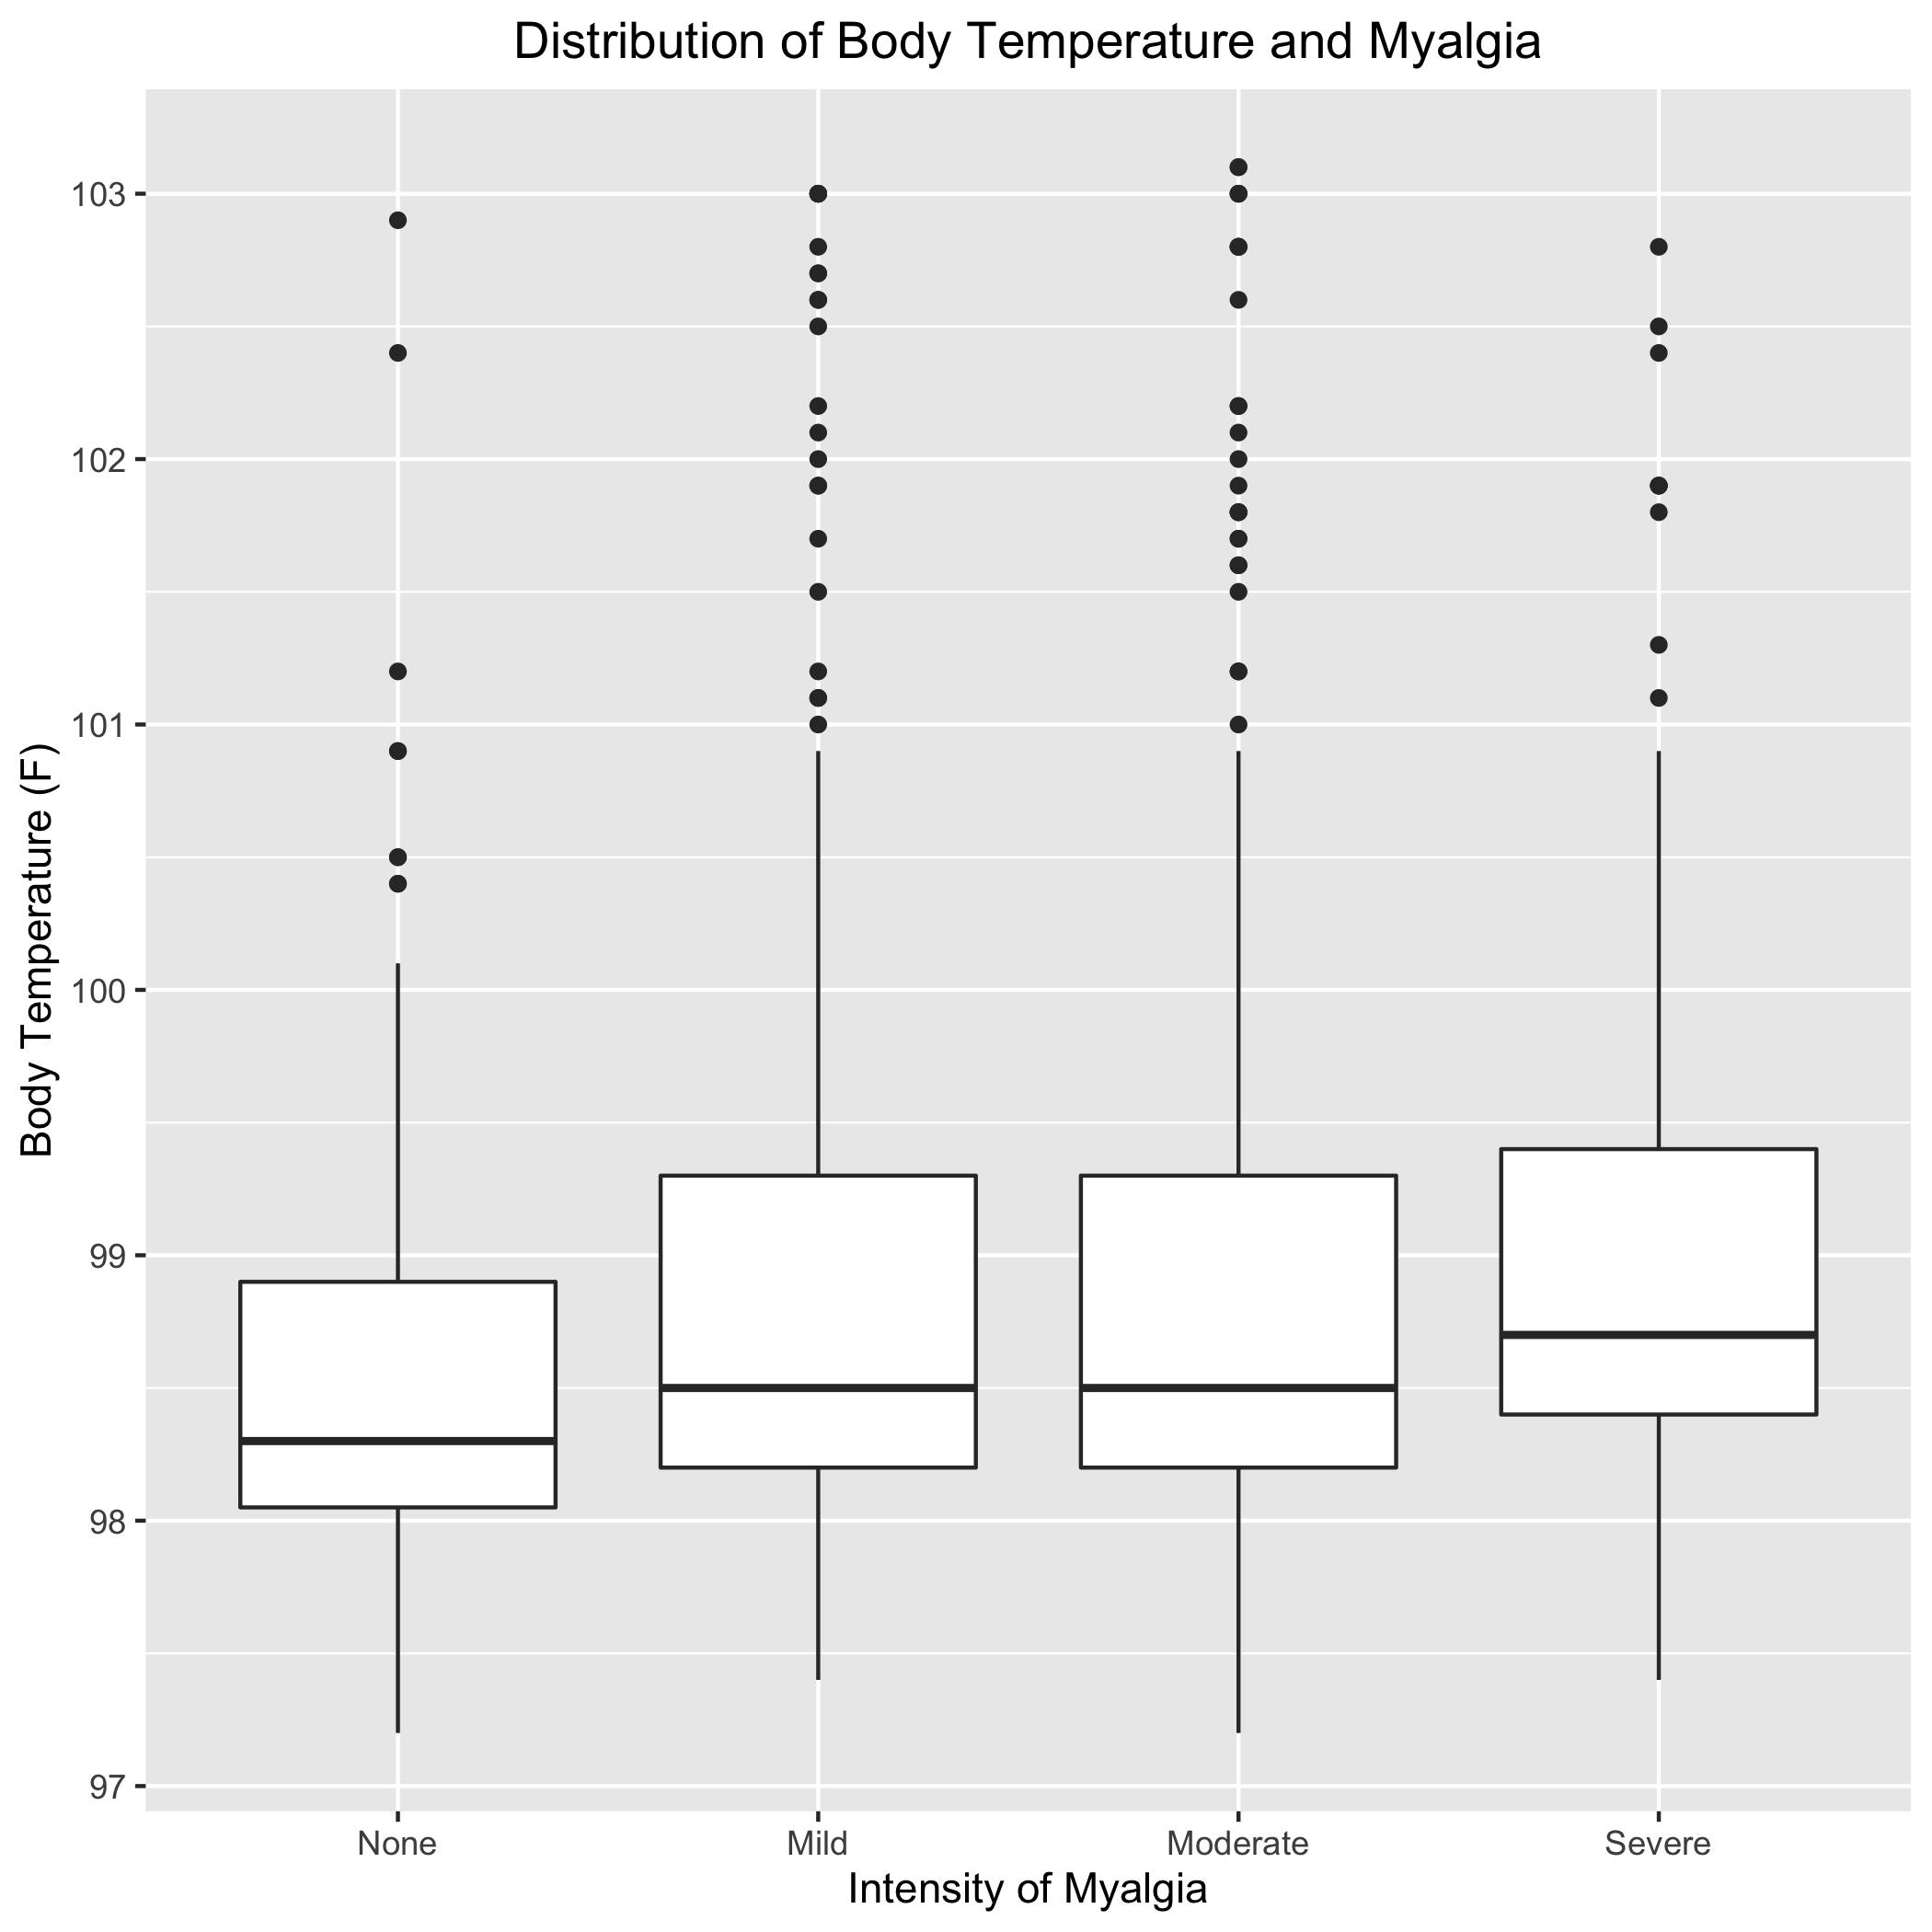 Distribution of Body Temperature and Myalgia
Body Temperature (F)
103
102
101
100
99
98
97
None Mild Moderate Severe
Intensity of Myalgia